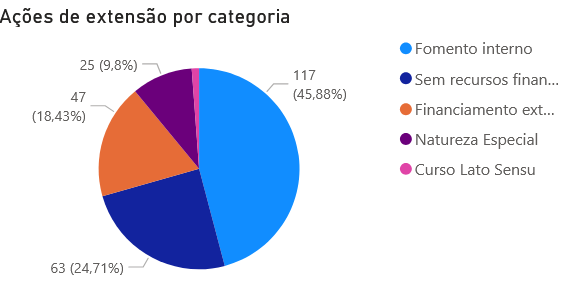 Ações de extensão por categoria
25 (9,8%)
117
(45,88%)
47
(18,43%)
63 (24,71%)
Fomento interno
Sem recursos finan...
Financiamento ext...
Natureza Especial
Curso Lato Sensu